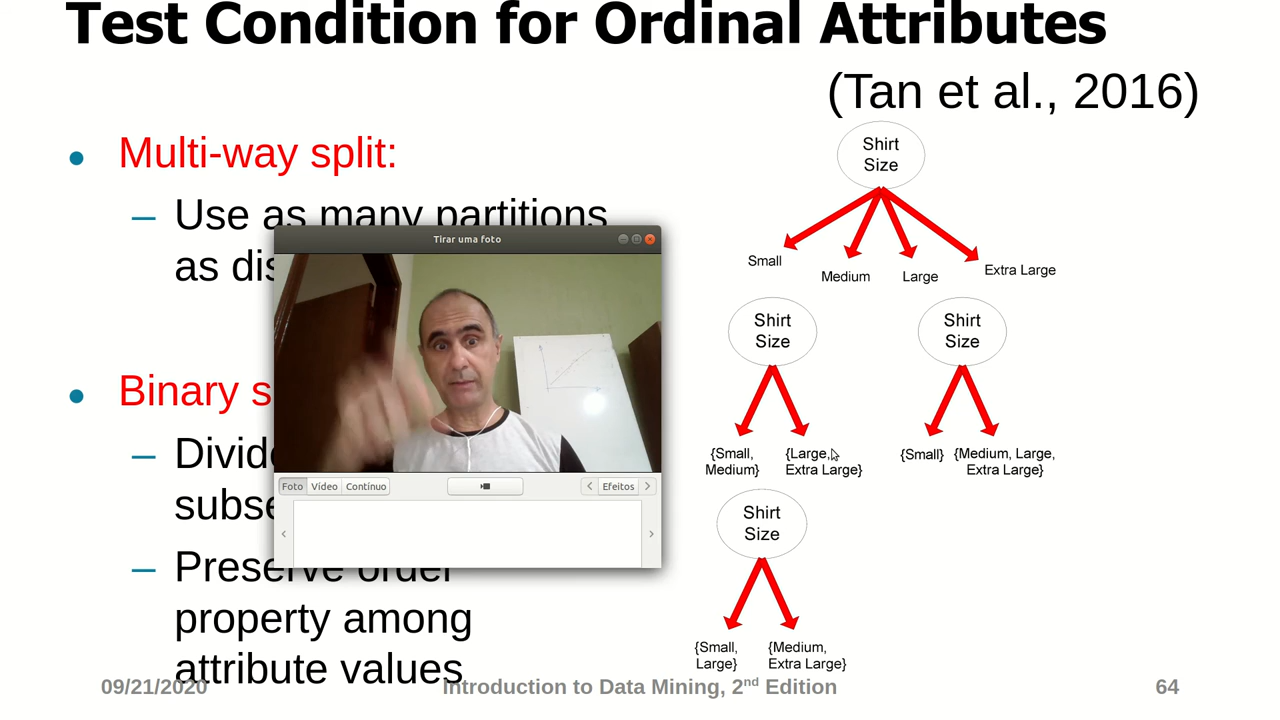 Test Condition for Ordinal Attributes
(Tan et al., 2016)
Multi-way split:
– Use as many partitions
as
Binary
Preserve order
property among
attribute values
Tirar uma foto
Foto Vídeo Contínuo Efeitos
Shirt
Size
Small
Medium
Large
Extra Large
Shirt
Size
{Small,
Medium}
{Large,
Extra Large}
Shirt
Size
{Small}
{Medium, Large,
Extra Large}
Shirt
Size
{Small,
Large}
{Medium,
Extra Large}
09/21/2020
Introduction to Data Mining, 2nd Edition
64